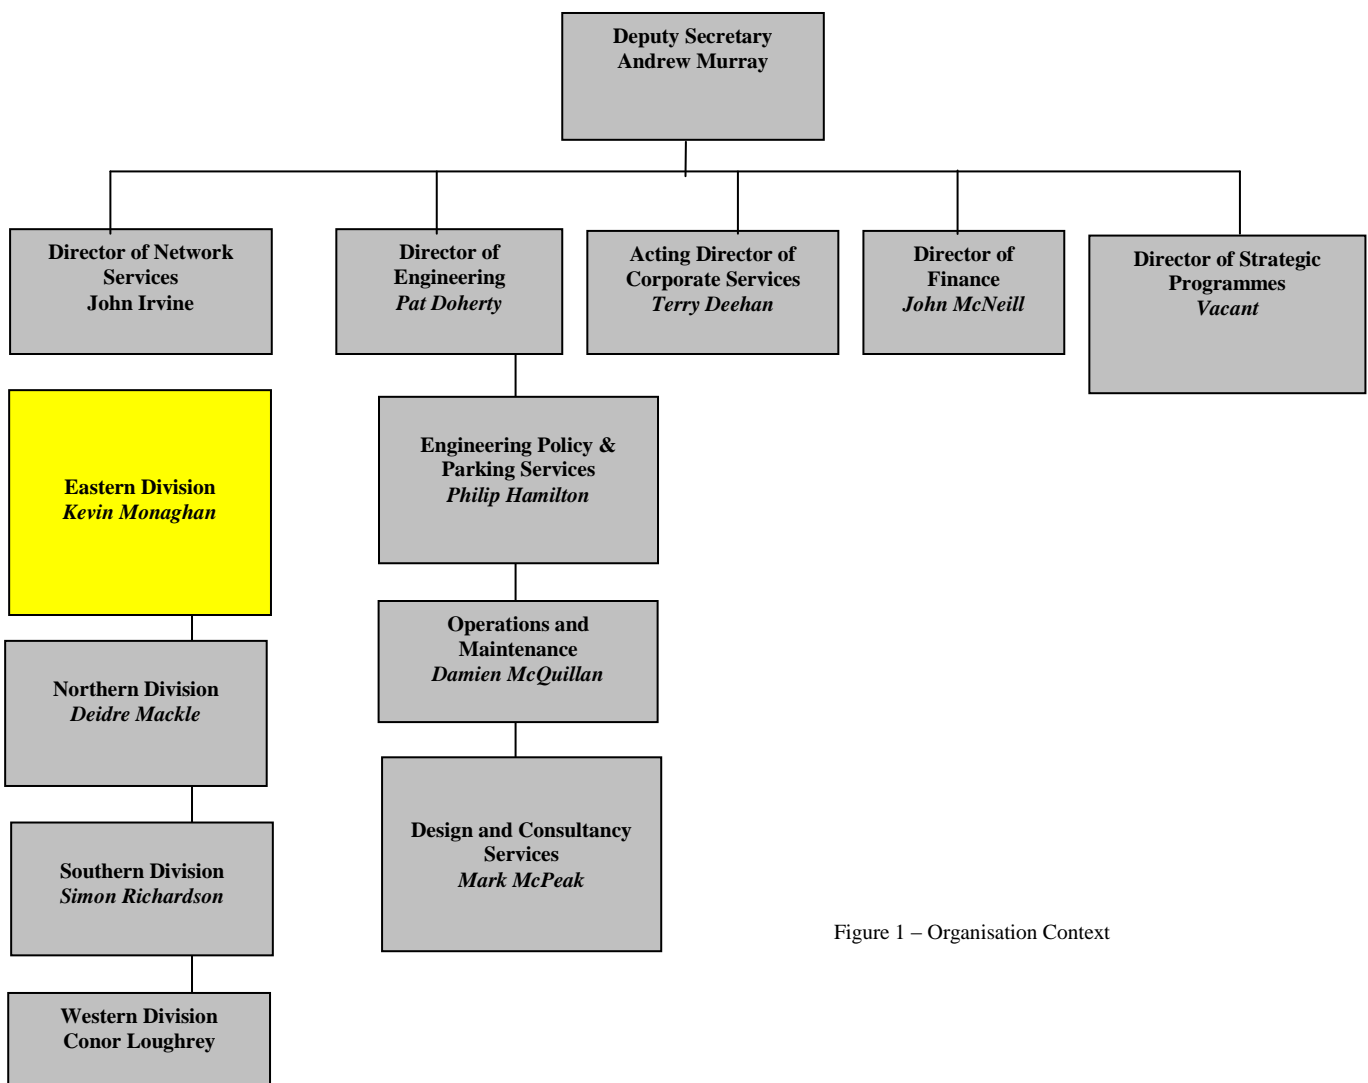 Deputy Secretary
Andrew Murray
Director of Network
Services
John Irvine
Director of
Engineering
Pat Doherty
Acting Director of
Corporate Services
Terry Deehan
Director of
Finance
John McNeill
Director of Strategic
Programmes
Vacant
Eastern Division
Kevin Monaghan
Engineering Policy &
Parking Services
Philip Hamilton
Operations and
Maintenance
Damien McQuillan
Northern Division
Deidre Mackle
Design and Consultancy
Services
Mark McPeak
Southern Division
Simon Richardson
Figure 1 – Organisation Context
Western Division
Conor Loughrey